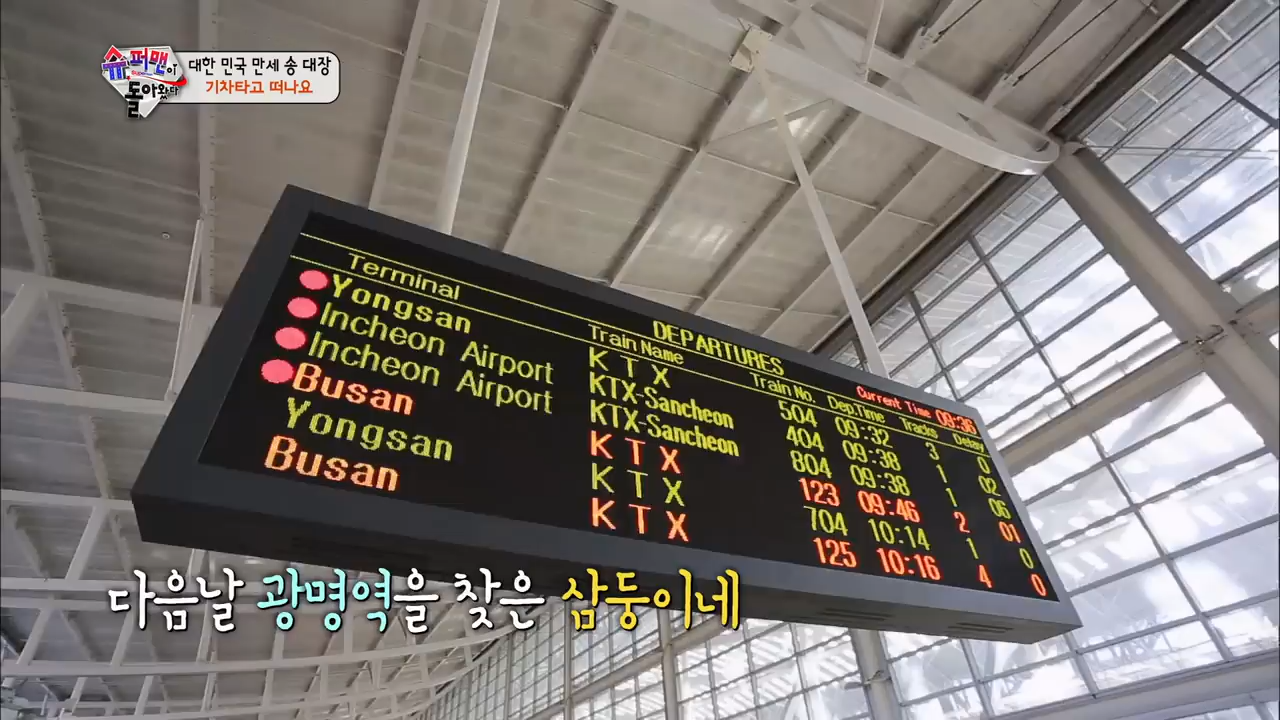 슈퍼맨이
돌아왔다
대한 민국 만세 송 대장
기차타고 떠나요
DEPARTURES
Current Time 09:36
Terminal Train Name Train No. Dep.Time Tracks Delay
Yongsan KTX 504 09:32 3 0
Incheon Airport KTX-Sancheon 404 09:38 1 02
Incheon Airport KTX-Sancheon 804 09:38 1 06
Busan KTX 123 09:46 2 01
Yongsan KTX 704 10:14 1 0
Busan KTX 125 10:16 4 0
다음날 광명역을 찾은 삼둥이네